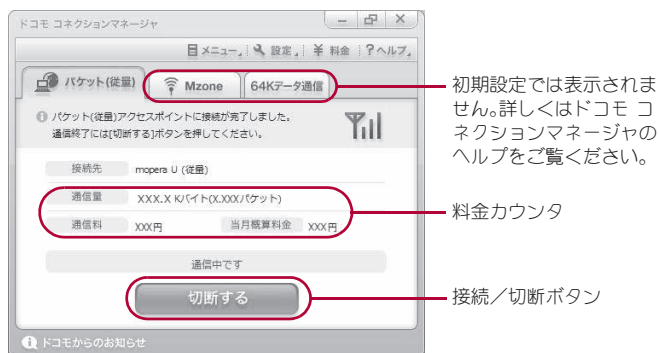 ドコモ コネクションマネージャ
メニュー 設定 ¥ 料金 ?ヘルプ
パケット(従量) Mzone 64Kデータ通信
パケット(従量)アクセスポイントに接続が完了しました。
通信終了には[切断する]ボタンを押してください。
接続先 mopera U (従量)
通信量 XXX.X Kバイト(X.XXXパケット)
通信料 XXX円 当月概算料金 XXX円
通信中です
切断する
ドコモからのお知らせ
初期設定では表示されま
せん。詳しくはドコモ コ
ネクションマネージャの
ヘルプをご覧ください。
料金カウンタ
接続／切断ボタン